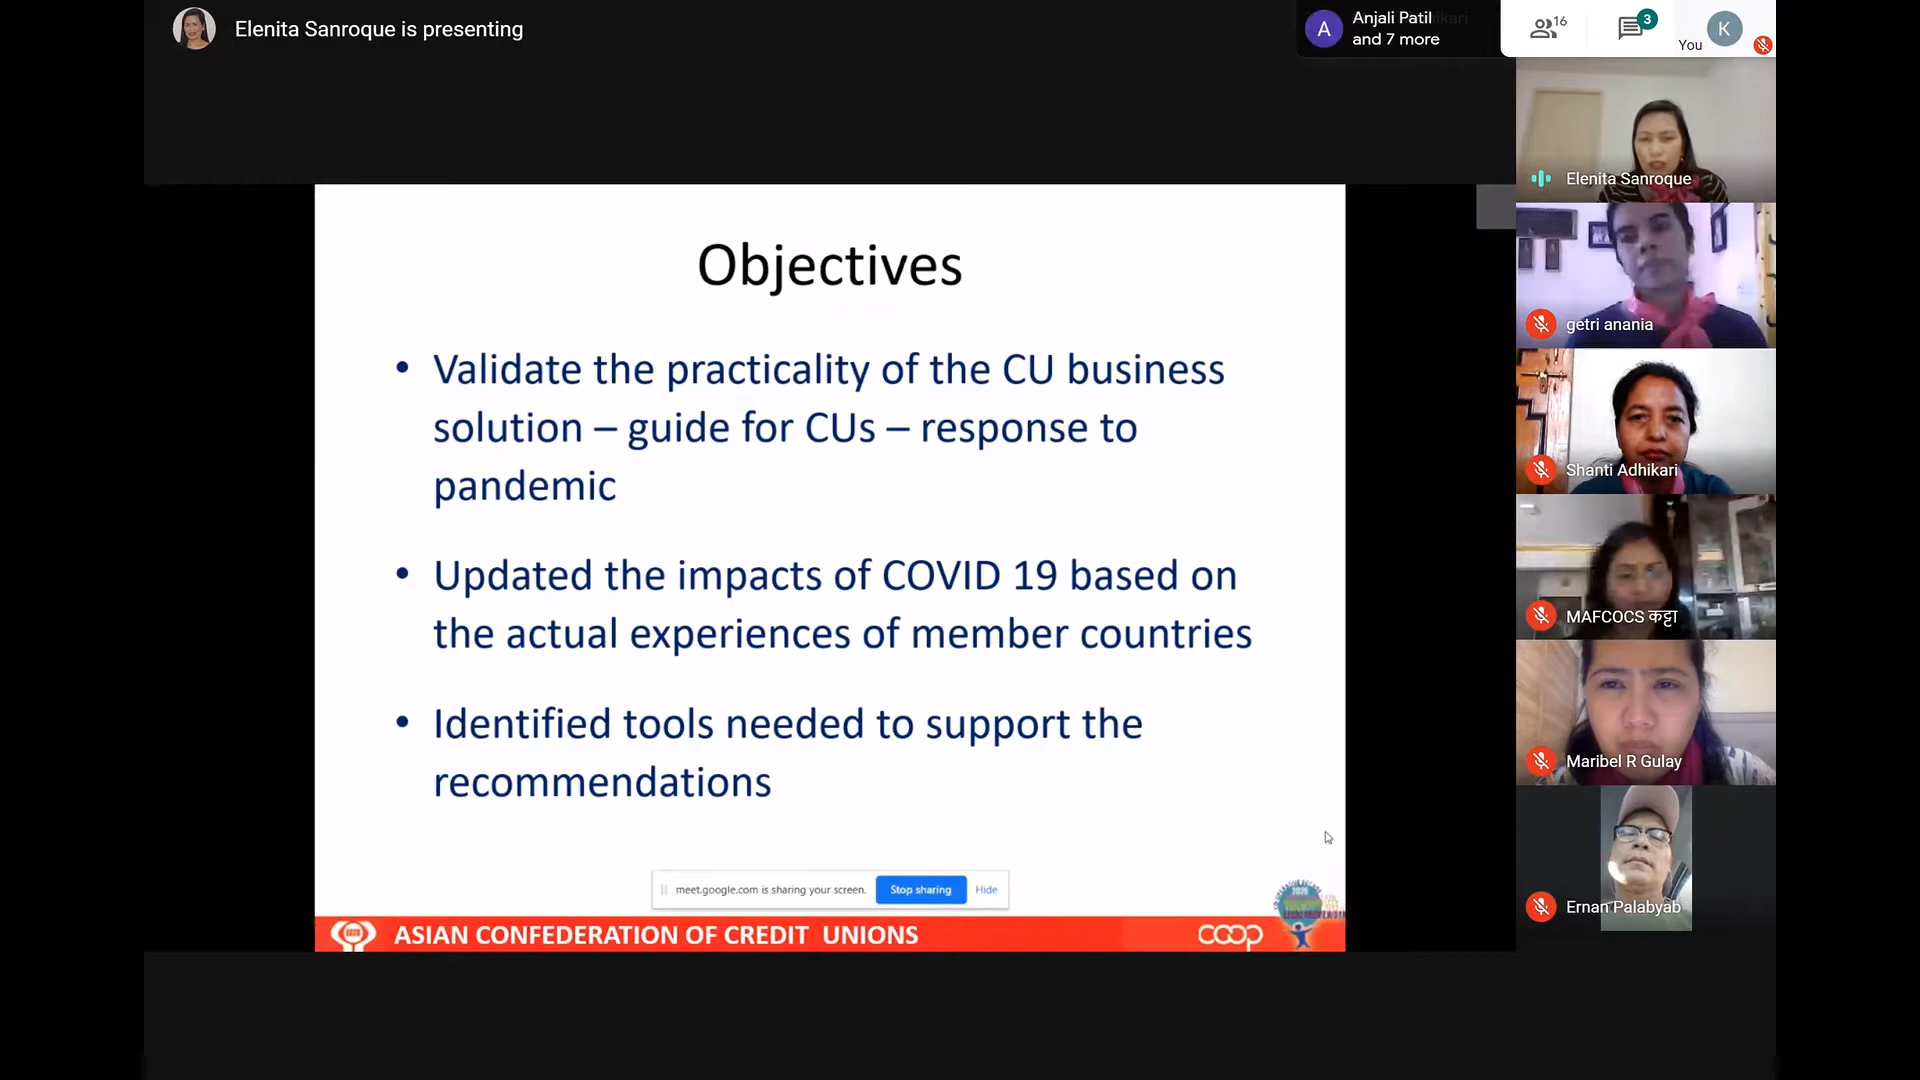 Elenita Sanroque is presenting
A
Anjali Patil
and 7 more
16
3
You
K
Objectives
• Validate the practicality of the CU business
solution – guide for CUs – response to
pandemic
• Updated the impacts of COVID 19 based on
the actual experiences of member countries
• Identified tools needed to support the
recommendations
meet.google.com is sharing your screen.
Stop sharing
Hide
ASIAN CONFEDERATION OF CREDIT UNIONS
coop
Elenita Sanroque
getri anania
Shanti Adhikari
MAFCOCS कट्टा
Maribel R Gulay
Ernan Palabyab